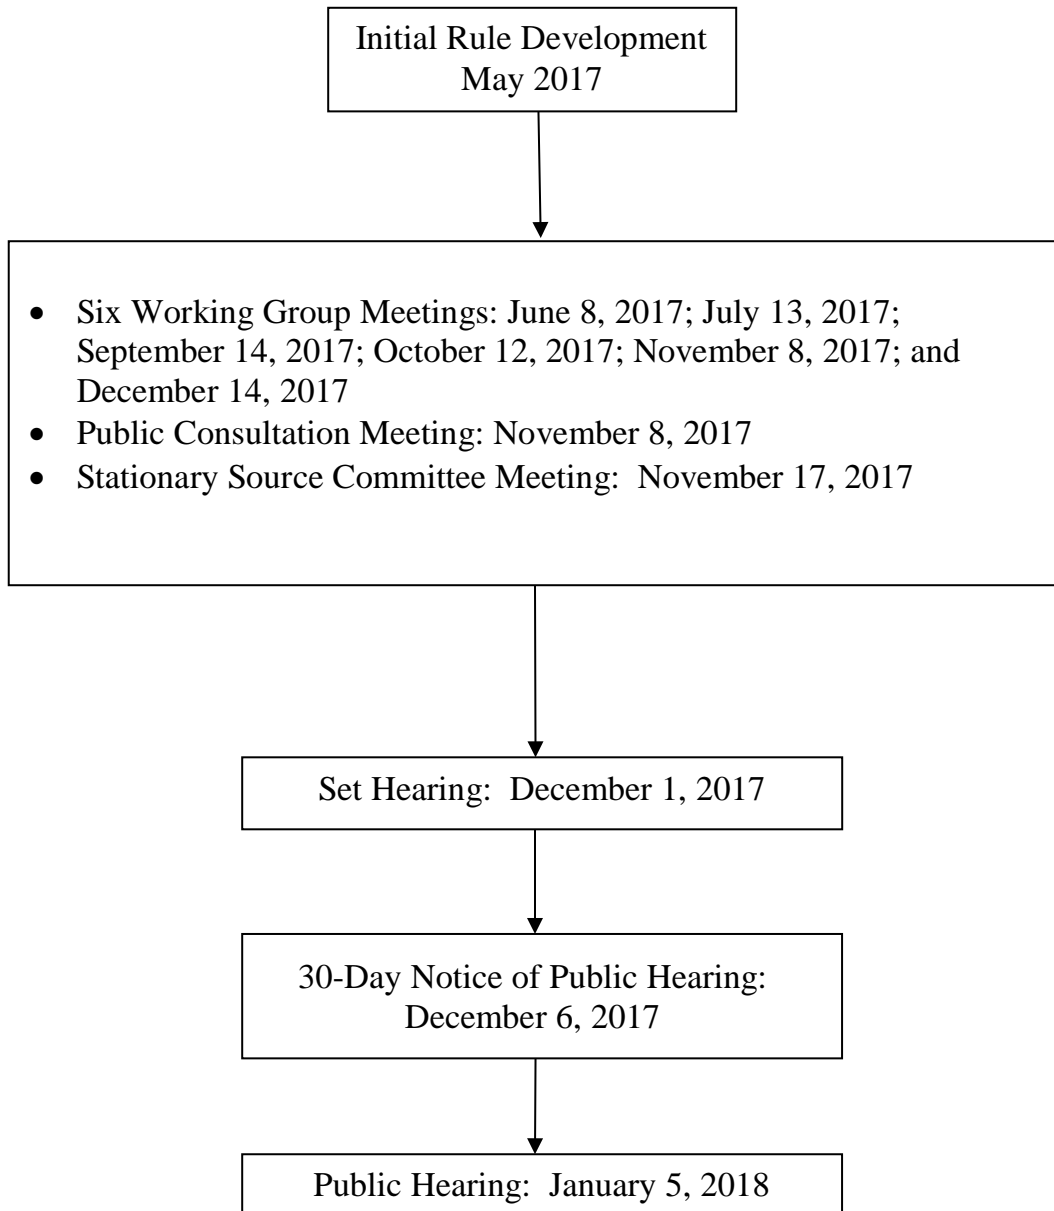 Initial Rule Development
May 2017
• Six Working Group Meetings: June 8, 2017; July 13, 2017;
September 14, 2017; October 12, 2017; November 8, 2017; and
December 14, 2017
• Public Consultation Meeting: November 8, 2017
• Stationary Source Committee Meeting:  November 17, 2017
Set Hearing:  December 1, 2017
30-Day Notice of Public Hearing:
December 6, 2017
Public Hearing:  January 5, 2018